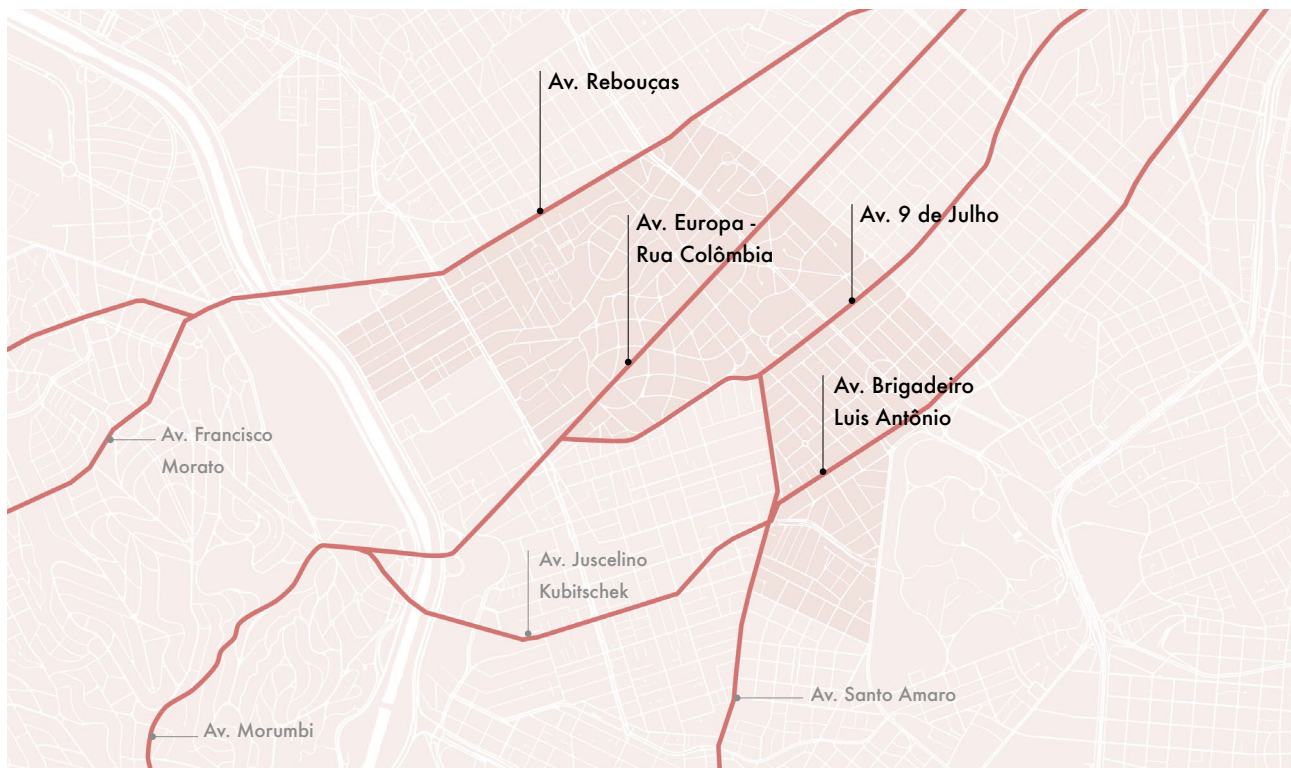 Av. Rebouças
Av. Europa -
Rua Colômbia
Av. 9 de Julho
Av. Brigadeiro
Luis Antônio
Av. Francisco
Morato
Av. Juscelino
Kubitschek
Av. Santo Amaro
Av. Morumbi